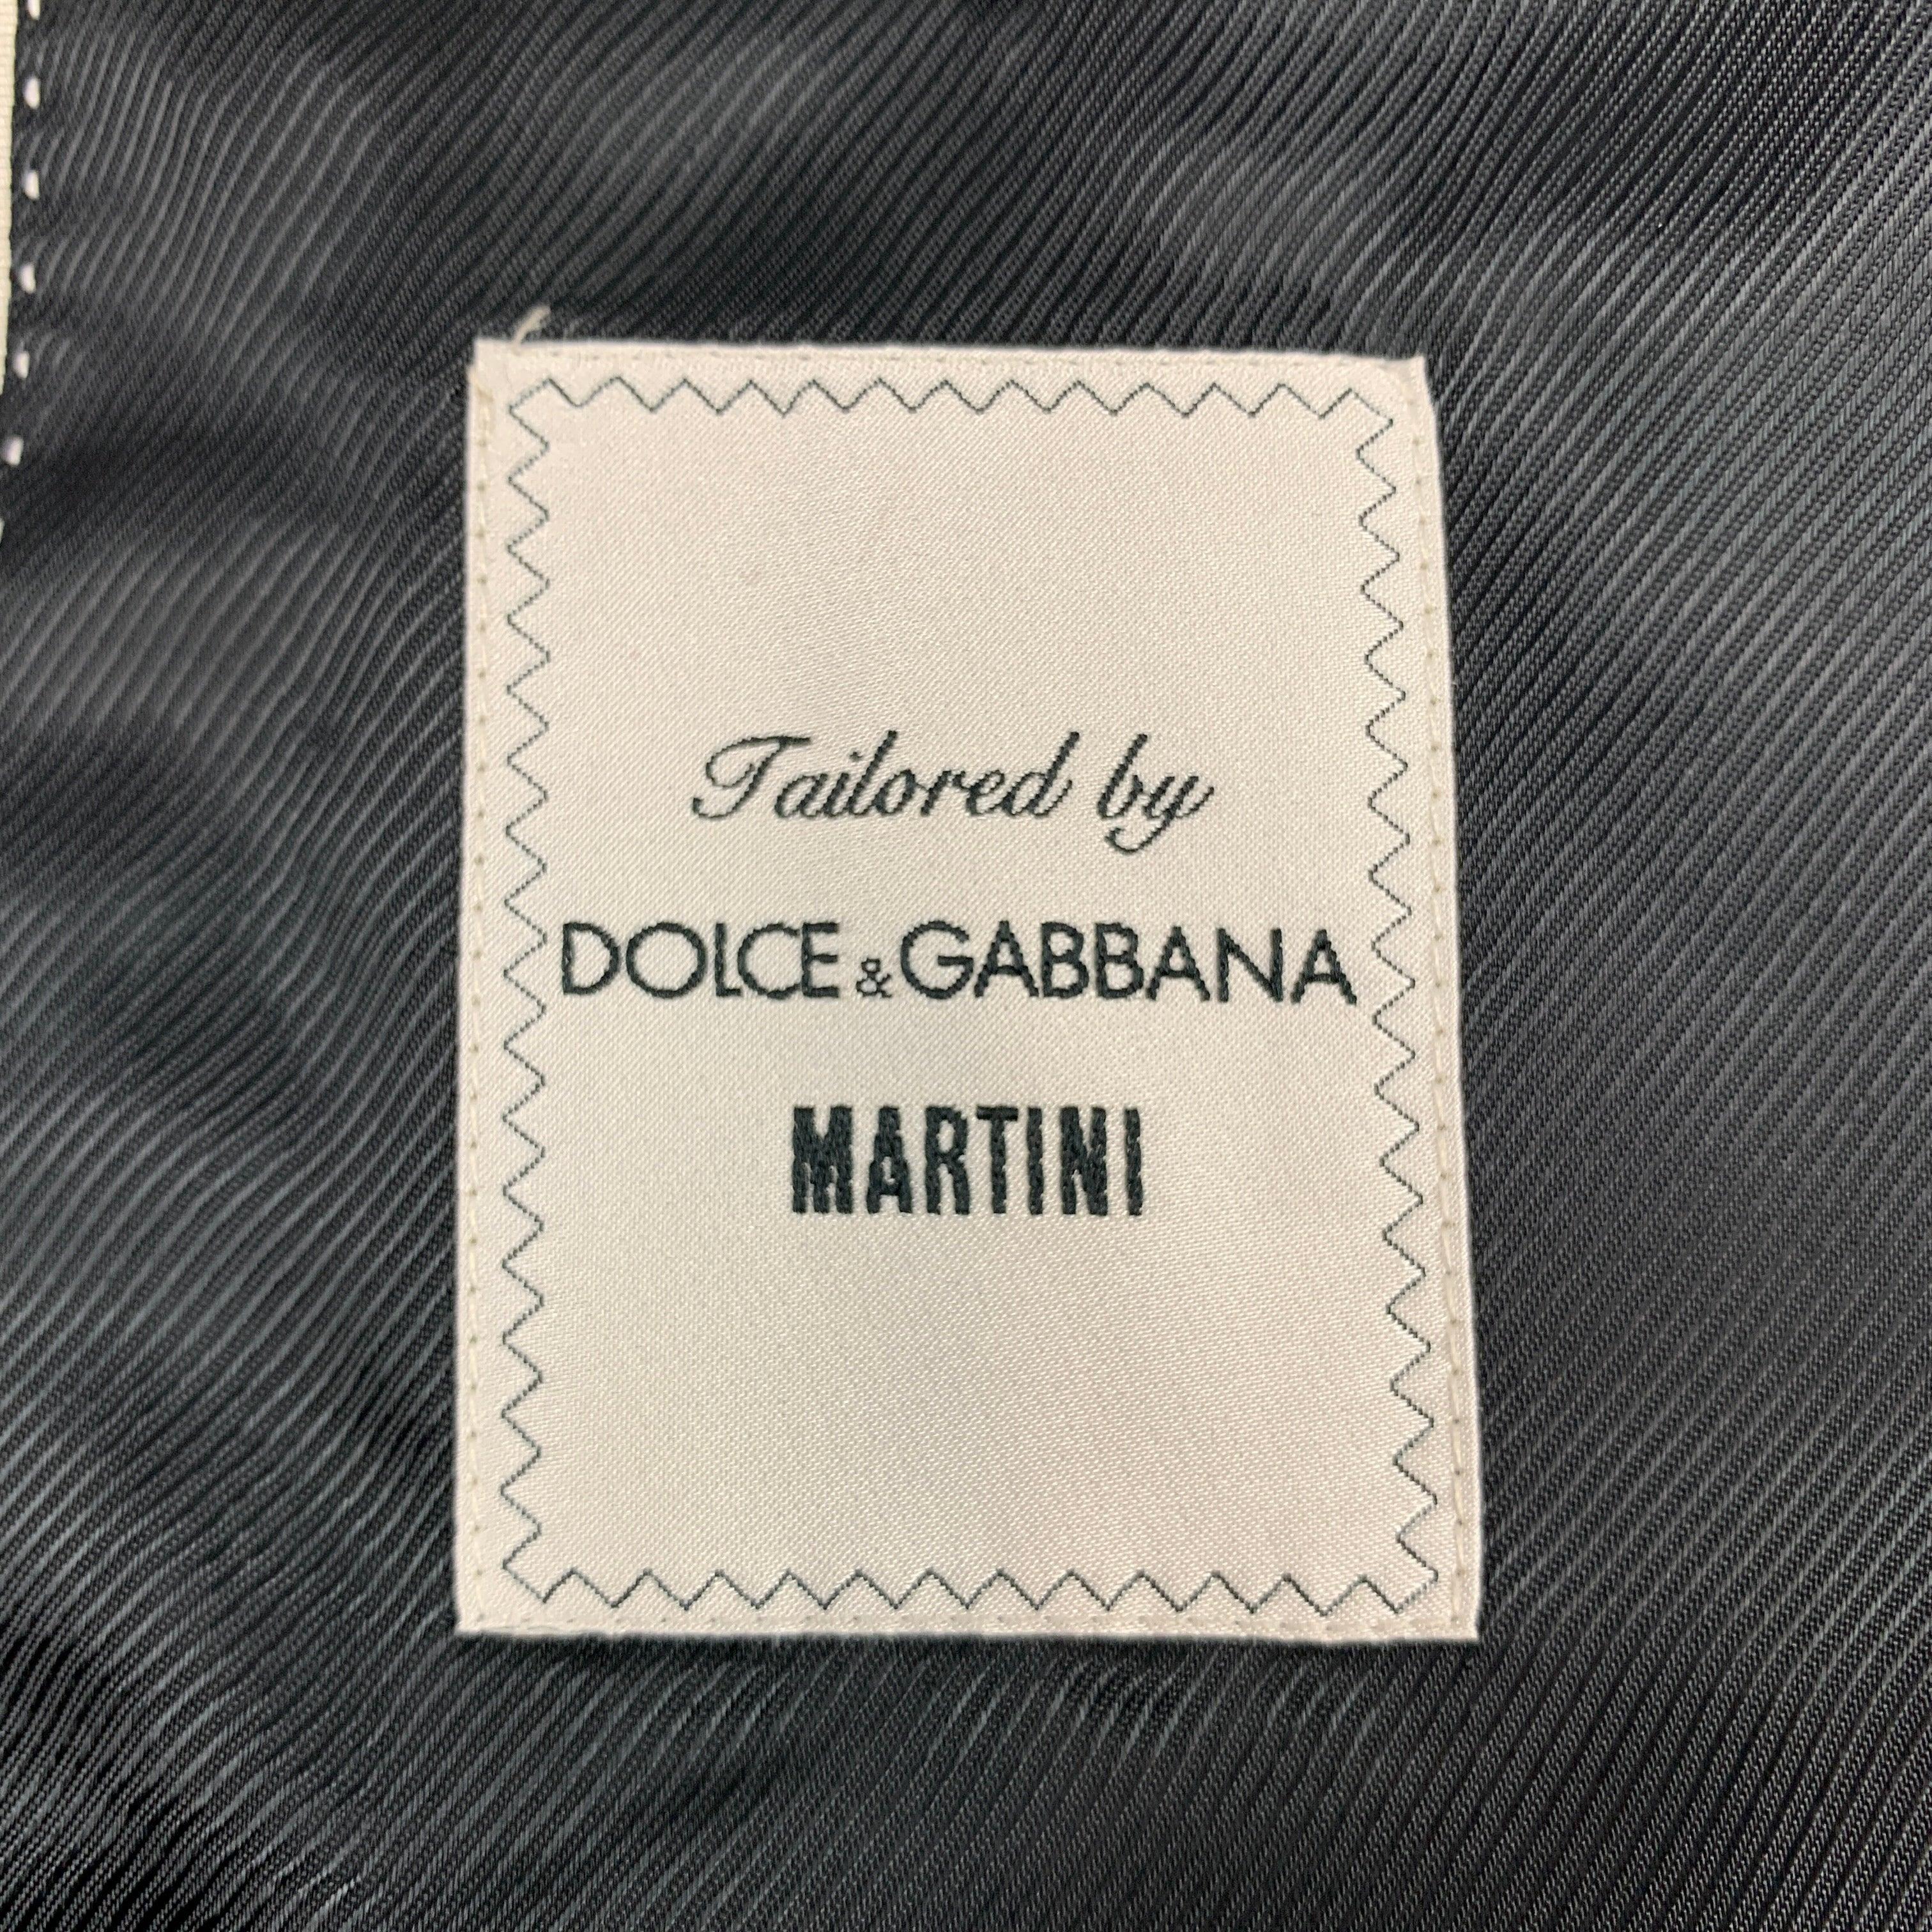 Tailored by
DOLCE & GABBANA
MARTINI